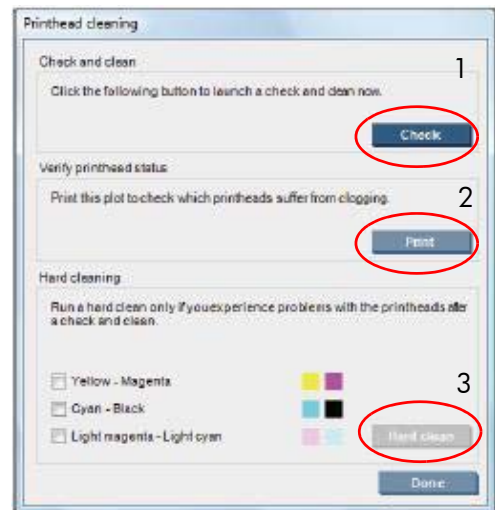 Printhead cleaning
Check and clean
1
Click the following button to launch a check and clean now.
Check
Verify printhead status
2
Print this plot to check which printheads suffer from clogging.
Print
Hard cleaning
Run a hard clean only if you experience problems with the printheads after
a check and clean.
Yellow - Magenta
3
Cyan - Black
Light magenta - Light cyan
Hard clean
Done